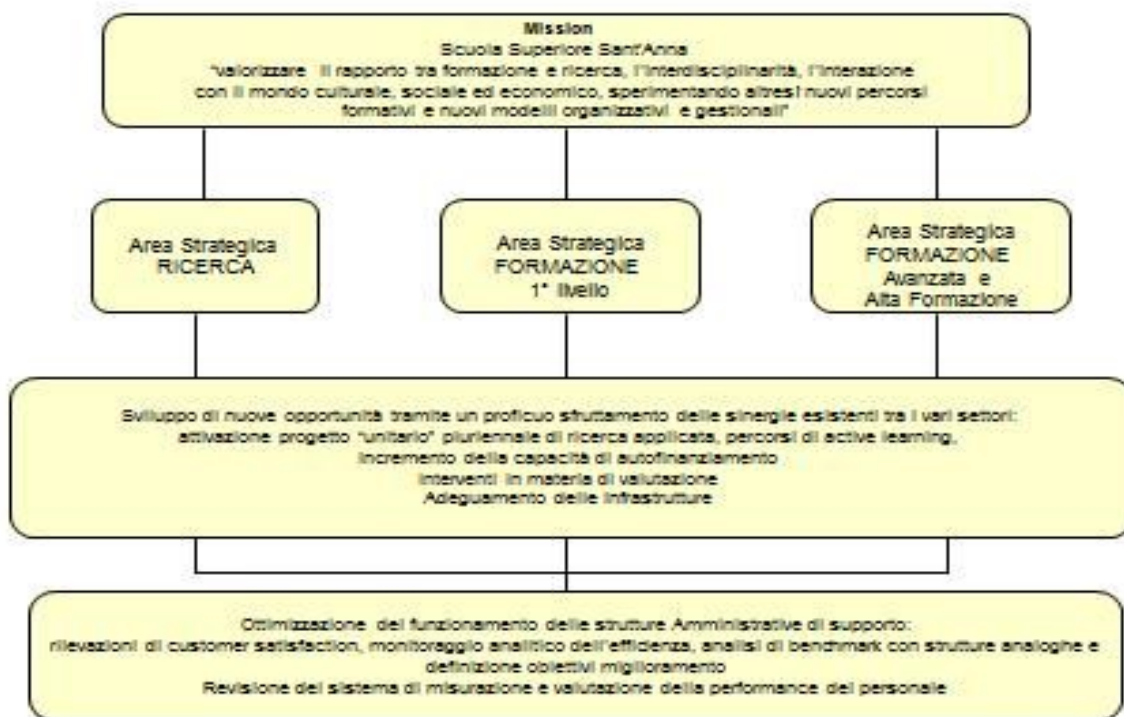 Mission
Scuola Superiore Sant'Anna
"valorizzare il rapporto tra formazione e ricerca, l'interdisciplinarità, l'interazione
con il mondo culturale, sociale ed economico, sperimentando altresì nuovi percorsi
formativi e nuovi modelli organizzativi e gestionali"
Area Strategica
RICERCA
Area Strategica
FORMAZIONE
1° livello
Area Strategica
FORMAZIONE
Avanzata e
Alta Formazione
Sviluppo di nuove opportunità tramite un proficuo sfruttamento delle sinergie esistenti tra i vari settori:
attivazione progetto "unitario" pluriennale di ricerca applicata, percorsi di active learning,
Incremento della capacità di autofinanziamento
Interventi in materia di valutazione
Adeguamento delle infrastrutture
Ottimizzazione del funzionamento delle strutture Amministrative di supporto:
rilevazioni di customer satisfaction, monitoraggio analitico dell'efficienza, analisi di benchmark con strutture analoghe e
definizione obiettivi miglioramento
Revisione del sistema di misurazione e valutazione della performance del personale